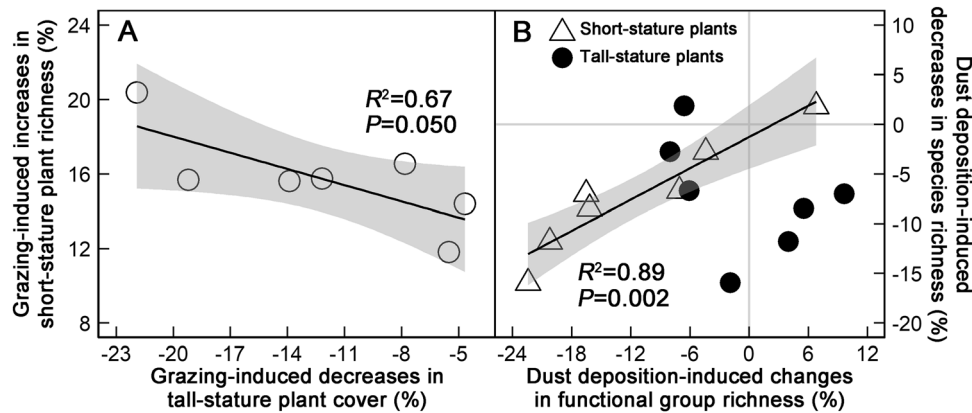 Grazing-induced increases in
short-stature plant richness (%)
24
20
16
12
8
A
R²=0.67
P=0.050
-23
-20
-17
-14
-11
-8
-5
Grazing-induced decreases in
tall-stature plant cover (%)
B
Short-stature plants
Tall-stature plants
R²=0.89
P=0.002
-24
-18
-12
-6
0
6
12
Dust deposition-induced changes
in functional group richness (%)
10
5
0
-5
-10
-15
-20
Dust deposition-induced
decreases in species richness (%)